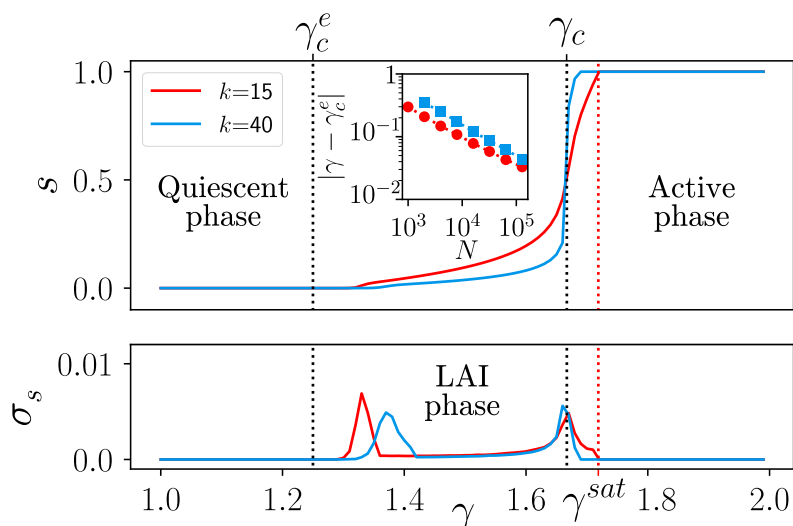 γ_c^e γ_c
1.0
0.5
0.0
s
k=15
k=40
Quiescent
phase
1
10^{-1}
10^{-2}
|γ − γ_c^e|
10^3 10^4 10^5
N
Active
phase
0.01
0.0
σ_s
LAI
phase
1.0 1.2 1.4 1.6 1.8 2.0
γ γ^{sat}